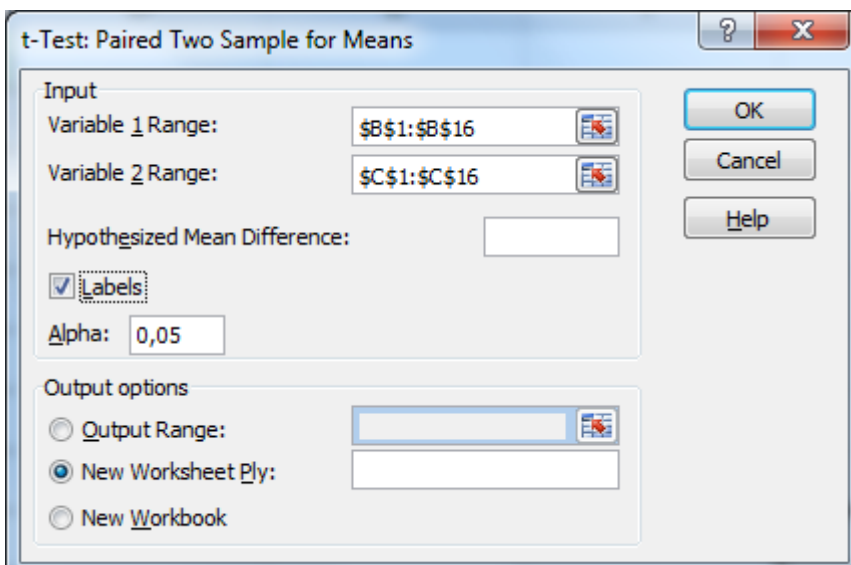 t-Test: Paired Two Sample for Means
?
X
Input
Variable 1 Range: $B$1:$B$16
OK
Variable 2 Range: $C$1:$C$16
Cancel
Hypothesized Mean Difference:
Help
Labels
Alpha: 0,05
Output options
Output Range:
New Worksheet Ply:
New Workbook